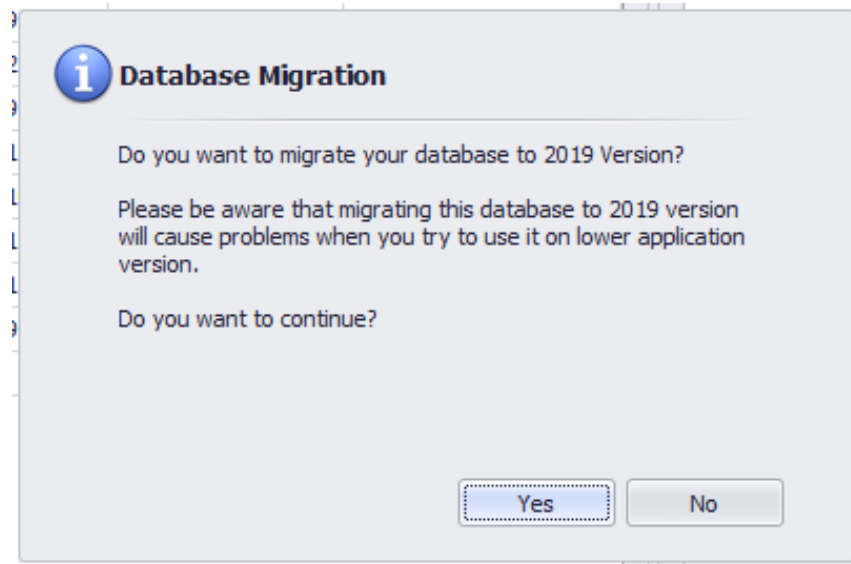 Database Migration
Do you want to migrate your database to 2019 Version?
Please be aware that migrating this database to 2019 version
will cause problems when you try to use it on lower application
version.
Do you want to continue?
Yes
No